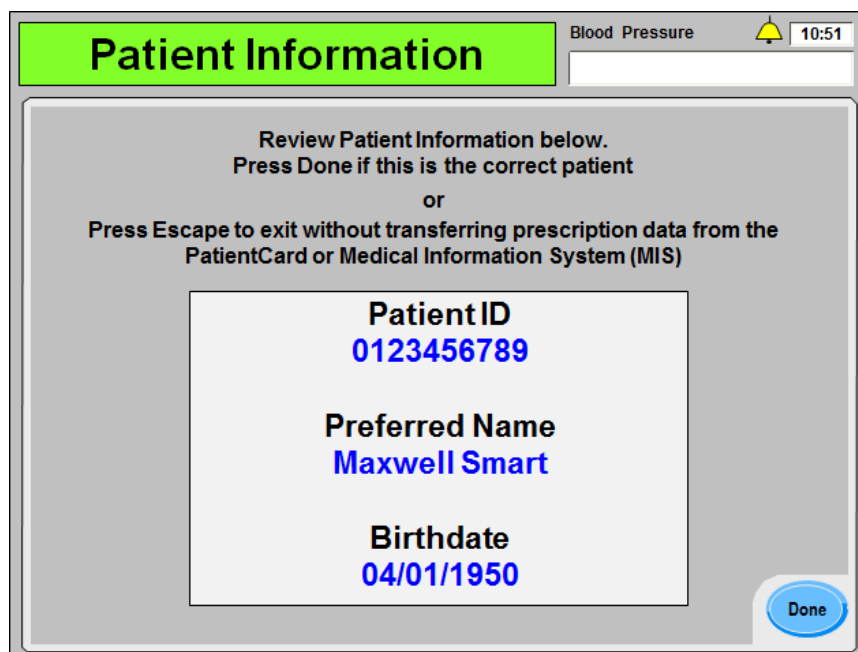 Patient Information
Blood Pressure
10:51
Review Patient Information below.
Press Done if this is the correct patient
or
Press Escape to exit without transferring prescription data from the
PatientCard or Medical Information System (MIS)
Patient ID
0123456789
Preferred Name
Maxwell Smart
Birthdate
04/01/1950
Done